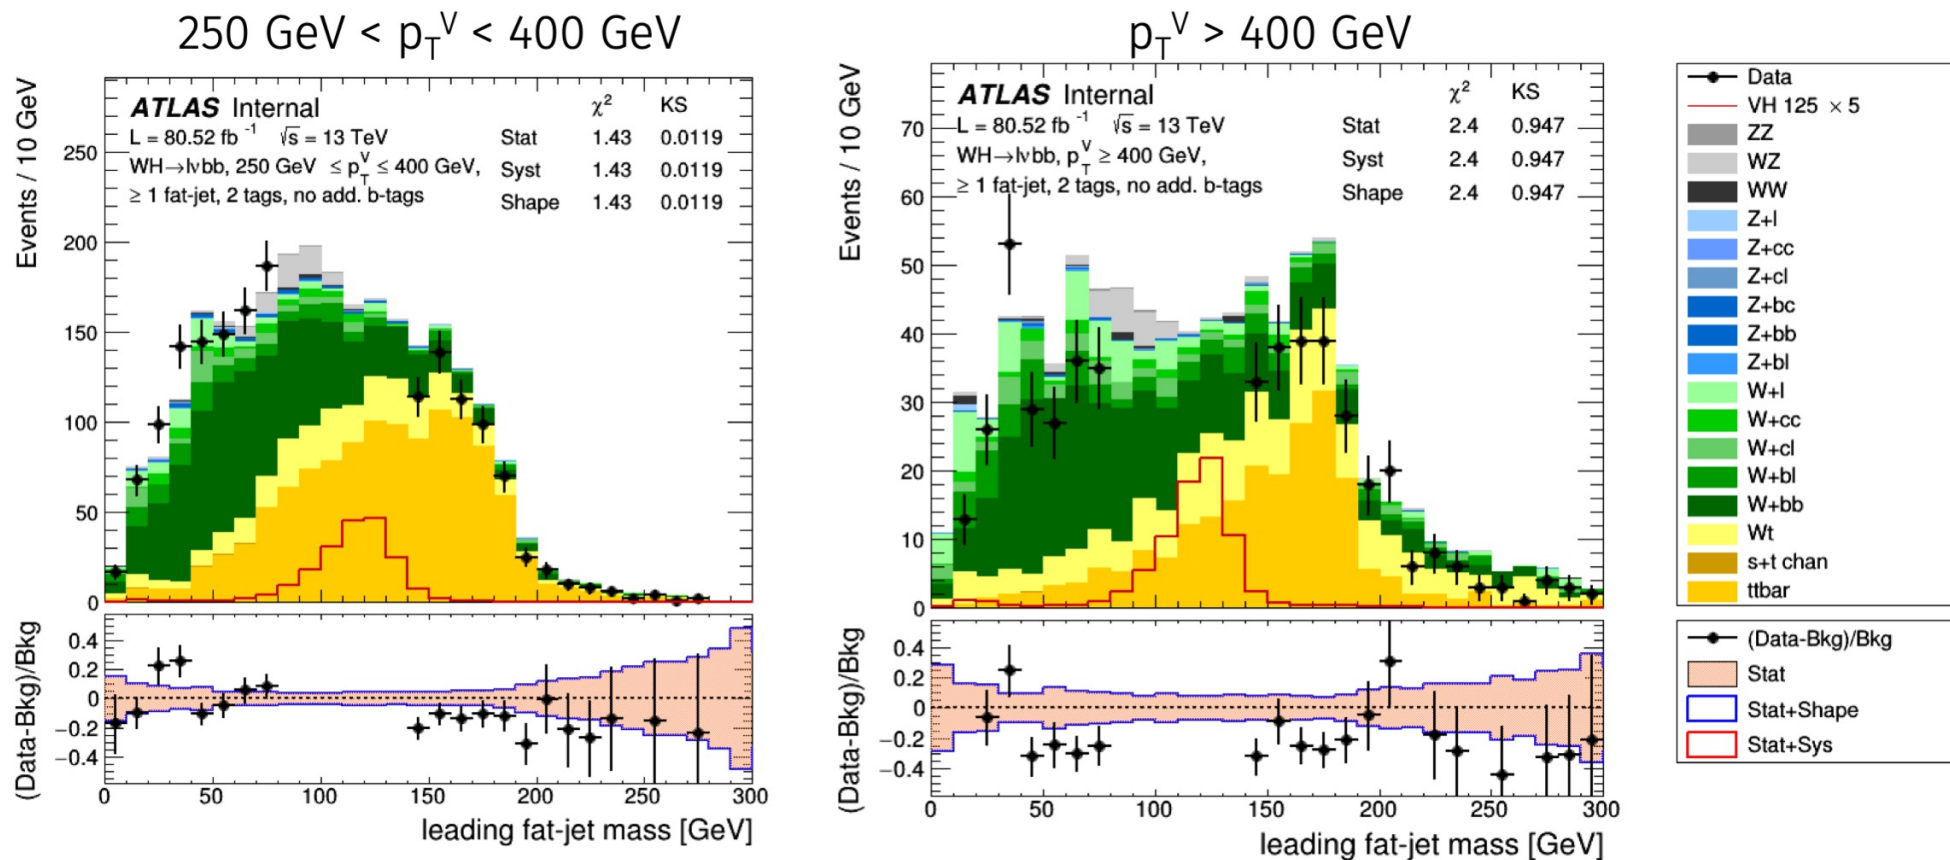 250 GeV < pTV < 400 GeV
Events / 10 GeV
ATLAS Internal
L = 80.52 fb-1 √s = 13 TeV
WH→lνbb, 250 GeV ≤ pTV ≤ 400 GeV,
≥ 1 fat-jet, 2 tags, no add. b-tags
χ2 KS
Stat 1.43 0.0119
Syst 1.43 0.0119
Shape 1.43 0.0119
250
200
150
100
50
0
(Data-Bkg)/Bkg
0.4
0.2
0
−0.2
−0.4
0 50 100 150 200 250 300
leading fat-jet mass [GeV]
pTV > 400 GeV
Events / 10 GeV
ATLAS Internal
L = 80.52 fb-1 √s = 13 TeV
WH→lνbb, pTV ≥ 400 GeV,
≥ 1 fat-jet, 2 tags, no add. b-tags
χ2 KS
Stat 2.4 0.947
Syst 2.4 0.947
Shape 2.4 0.947
70
60
50
40
30
20
10
0
(Data-Bkg)/Bkg
0.4
0.2
0
−0.2
−0.4
0 50 100 150 200 250 300
leading fat-jet mass [GeV]
Data
VH 125 × 5
ZZ
WZ
WW
Z+l
Z+cc
Z+cl
Z+bc
Z+bb
Z+bl
W+l
W+cc
W+cl
W+bl
W+bb
Wt
s+t chan
ttbar
(Data-Bkg)/Bkg
Stat
Stat+Shape
Stat+Sys